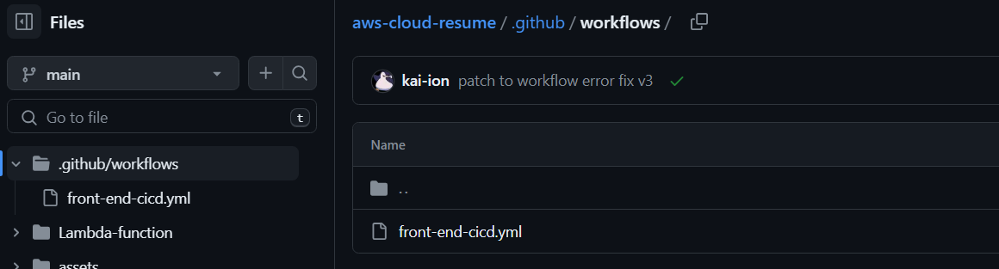 Files
main
Go to file
t
.github/workflows
front-end-cicd.yml
Lambda-function
assets
aws-cloud-resume / .github / workflows /
kai-ion patch to workflow error fix v3
Name
..
front-end-cicd.yml